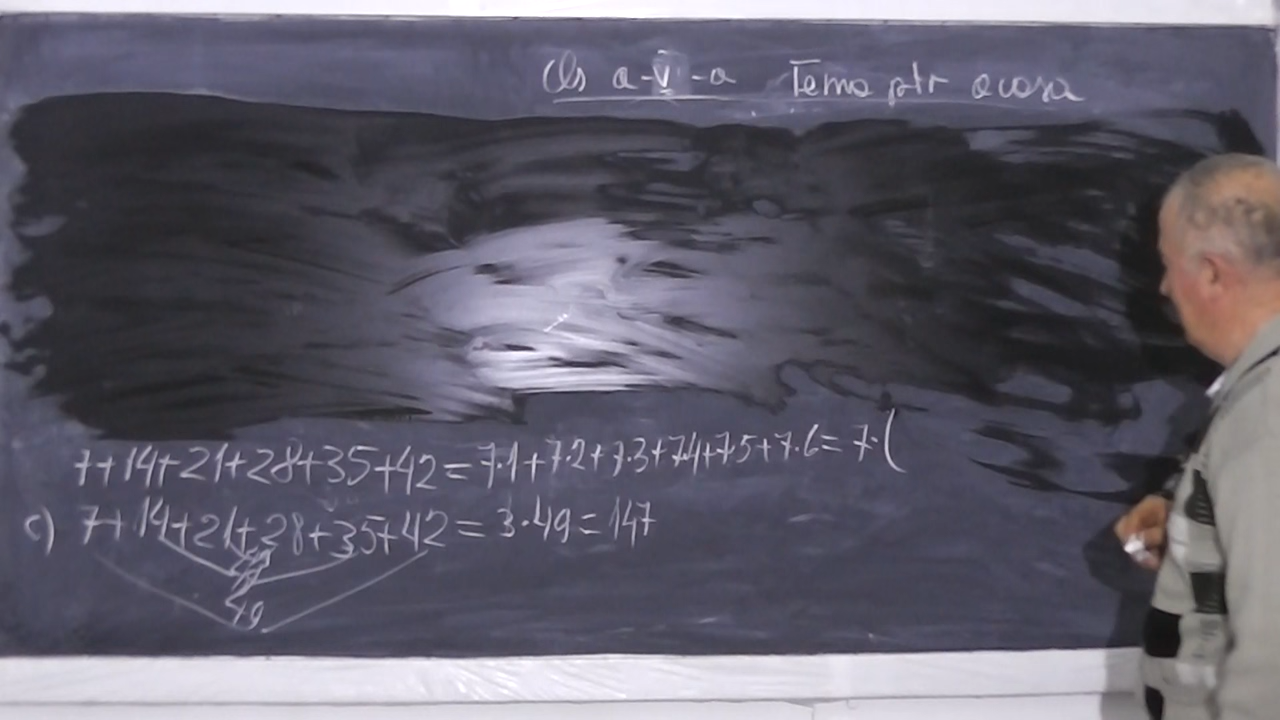 Cls a-V-a Tema ptr acasa
7+14+21+28+35+42=7·1+7·2+7·3+7·4+7·5+7·6=7·(
c) 7+14+21+28+35+42=3·49=147
49